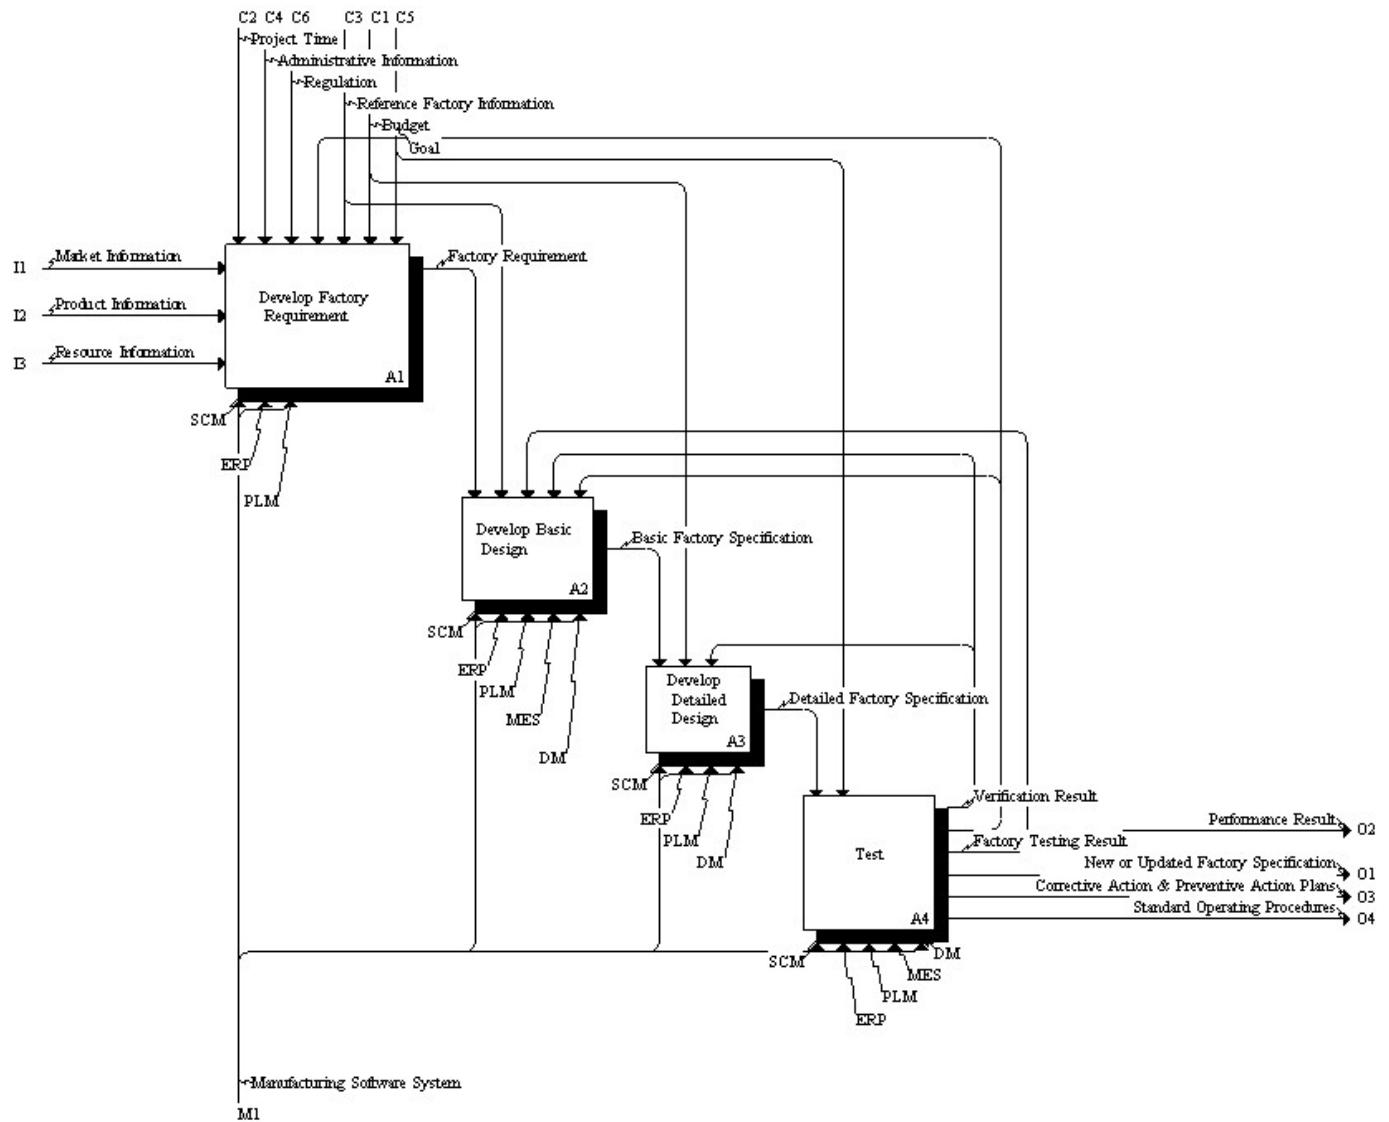 C2 C4 C6 C3 C1 C5
Project Time
Administrative Information
Regulation
Reference Factory Information
Budget
Goal
I1 Market Information
I2 Product Information
I3 Resource Information
Develop Factory
Requirement
A1
Factory Requirement
SCM
ERP
PLM
Develop Basic
Design
A2
Basic Factory Specification
SCM
ERP
PLM
MES
DM
Develop
Detailed
Design
A3
Detailed Factory Specification
SCM
ERP
PLM
DM
Test
A4
Verification Result
Performance Result O2
Factory Testing Result
New or Updated Factory Specification O1
Corrective Action & Preventive Action Plans O3
Standard Operating Procedures O4
SCM
DM
MES
PLM
ERP
Manufacturing Software System
M1